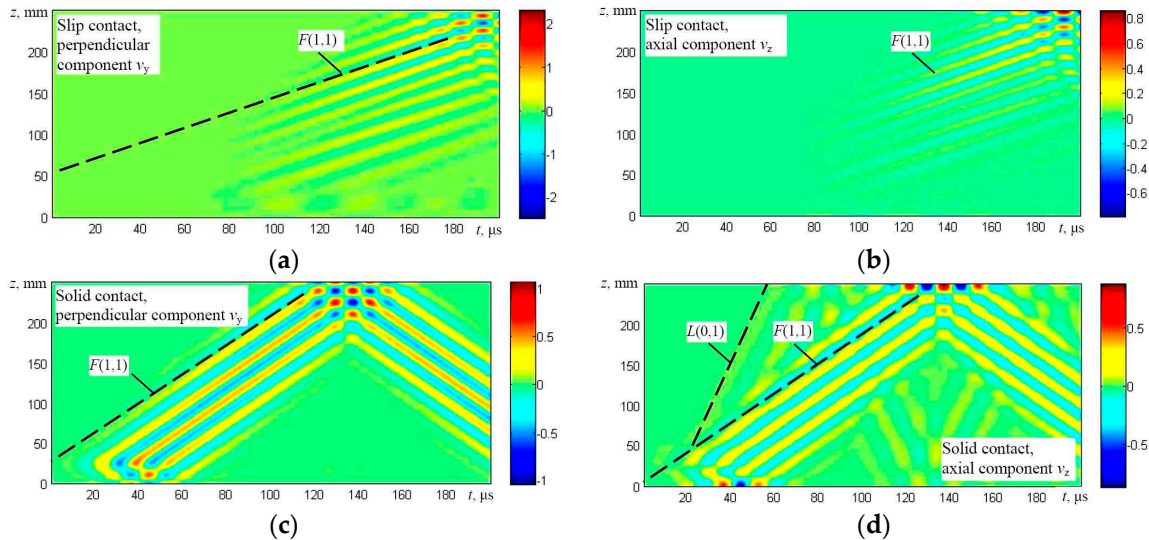 z, mm
200
150
100
50
0
Slip contact,
perpendicular
component vy
F(1,1)
20 40 60 80 100 120 140 160 180 t, μs
2
1
0
-1
-2
(a)
z, mm
200
150
100
50
0
Slip contact,
axial component vz
F(1,1)
20 40 60 80 100 120 140 160 180 t, μs
0.8
0.6
0.4
0.2
0
-0.2
-0.4
-0.6
(b)
z, mm
200
150
100
50
0
Solid contact,
perpendicular component vy
F(1,1)
20 40 60 80 100 120 140 160 180 t, μs
1
0.5
0
-0.5
-1
(c)
z, mm
200
150
100
50
0
L(0,1)
F(1,1)
Solid contact,
axial component vz
20 40 60 80 100 120 140 160 180 t, μs
0.5
0
-0.5
(d)